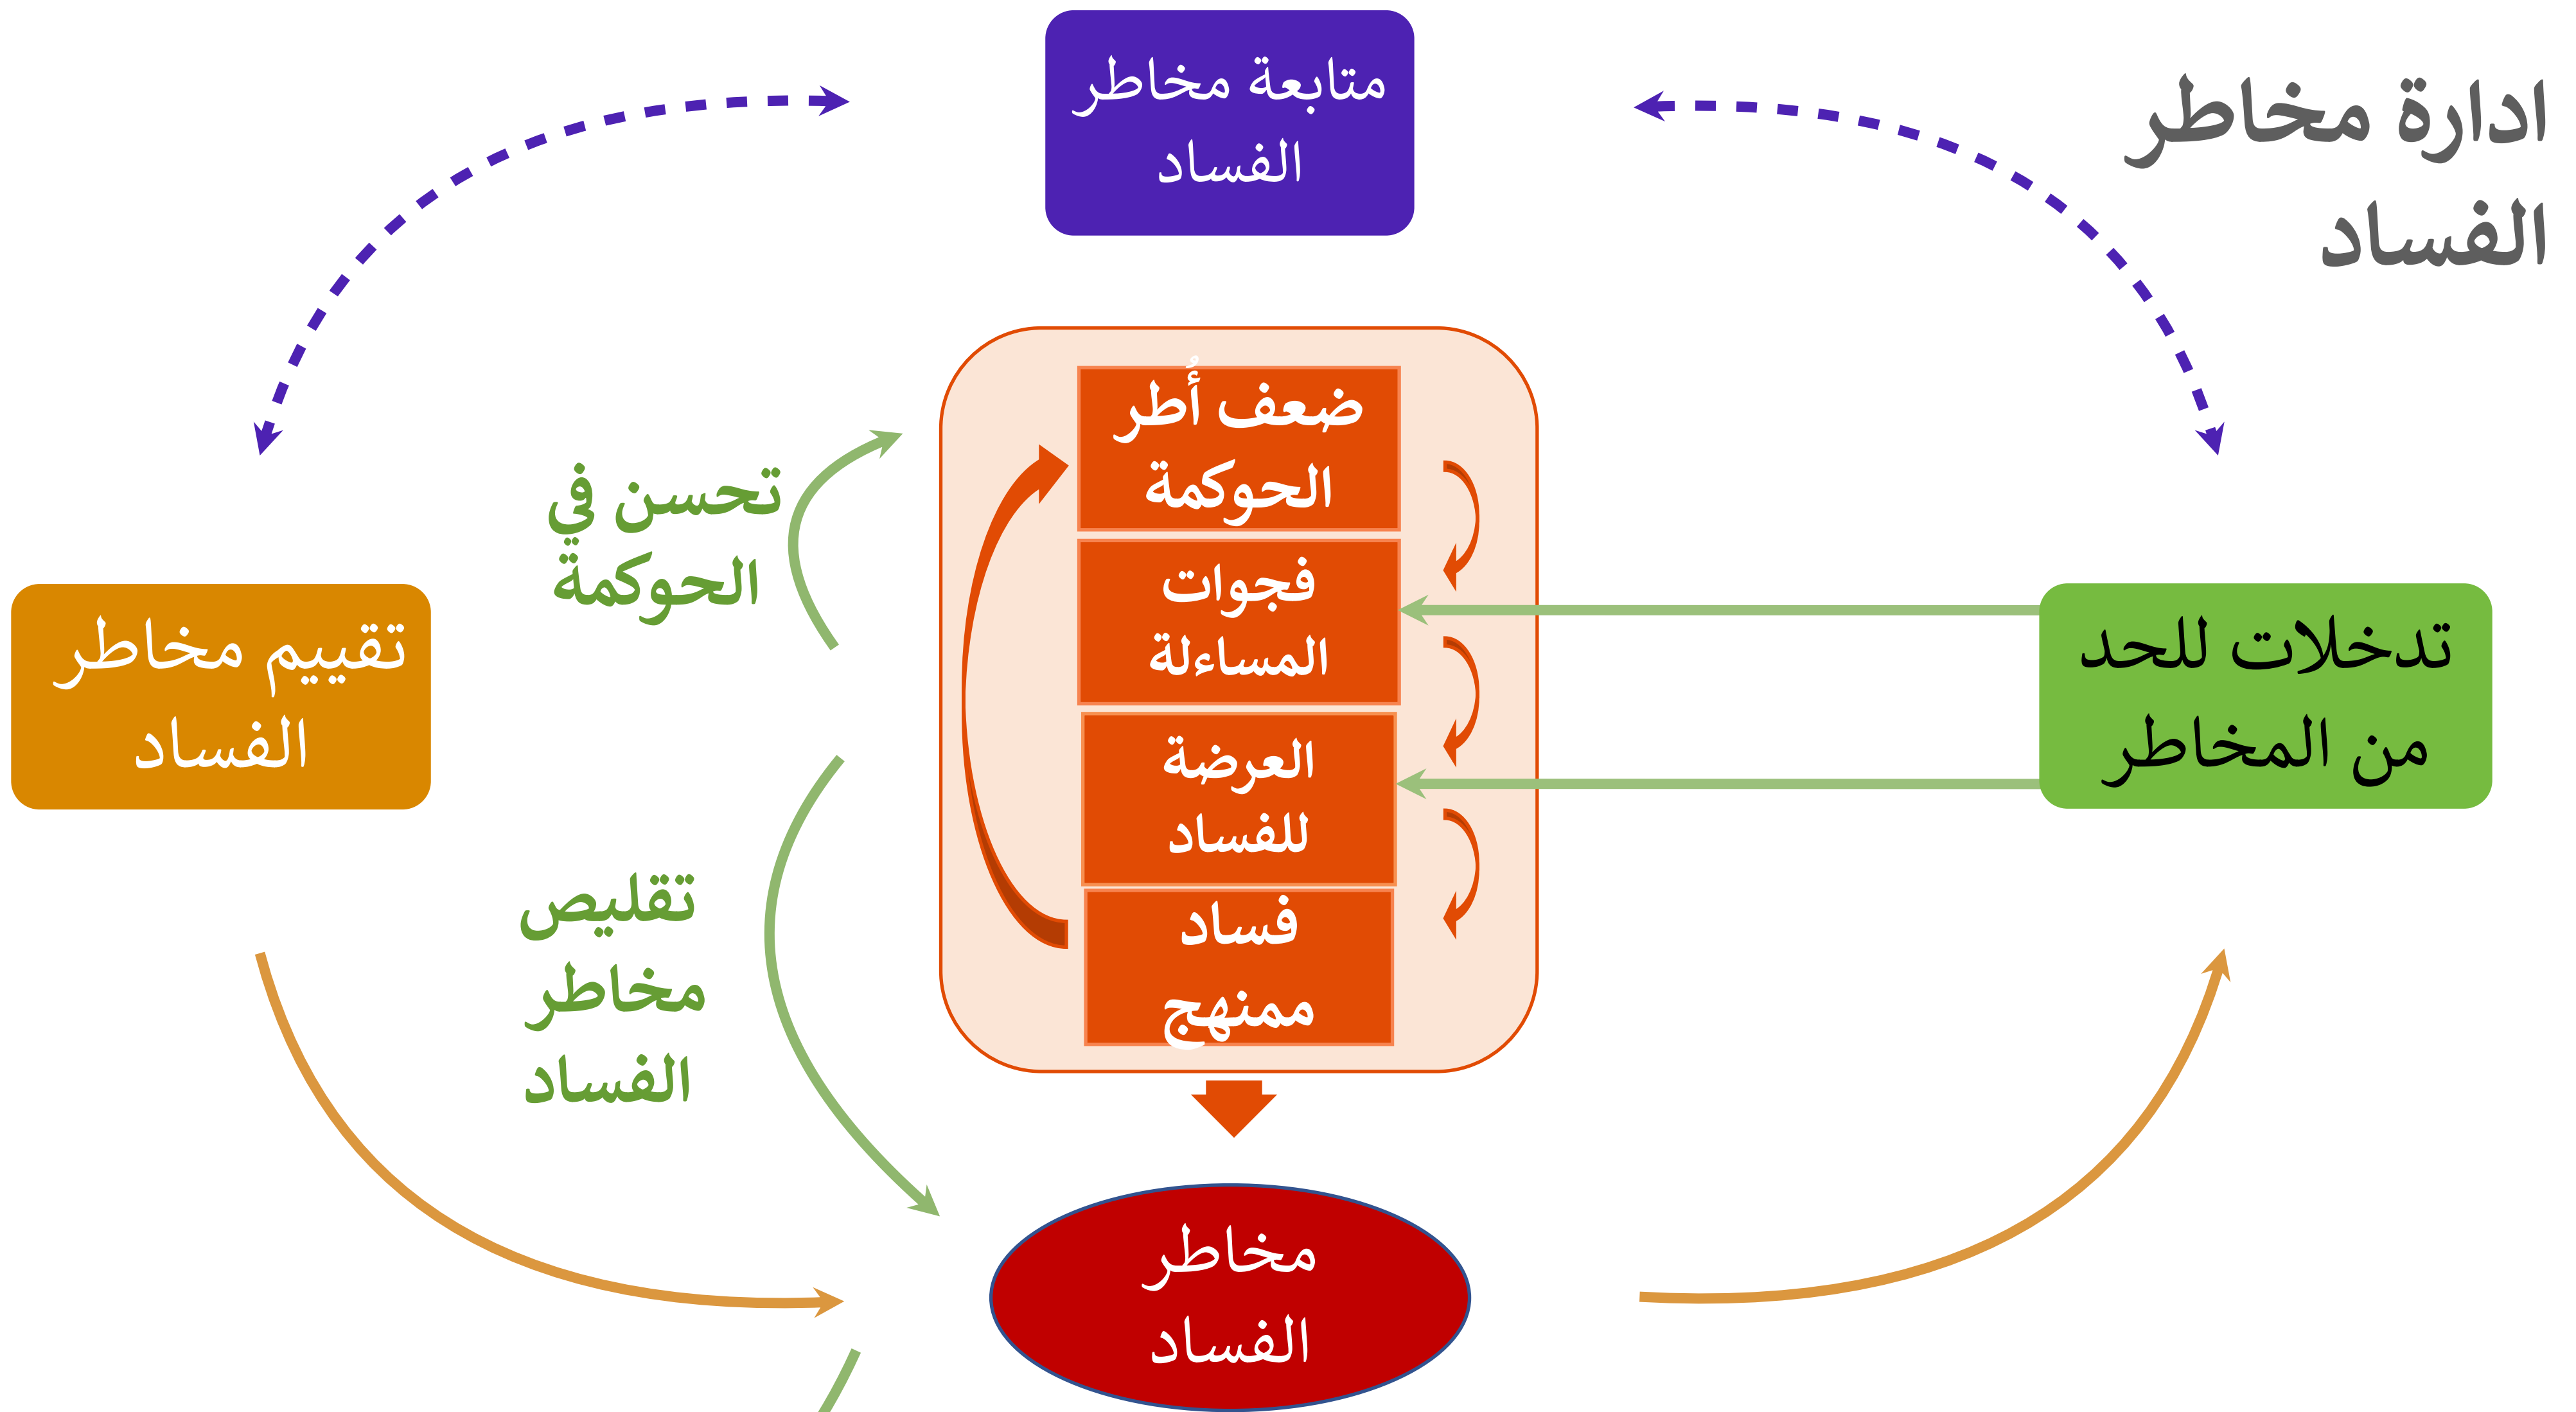 ادارة مخاطر
الفساد
متابعة مخاطر
الفساد
ضعف أُطر
الحوكمة
فجوات
المساءلة
العرضة
للفساد
فساد
ممنهج
تدخلات للحد
من المخاطر
تحسن في
الحوكمة
تقييم مخاطر
الفساد
تقليص
مخاطر
الفساد
مخاطر
الفساد